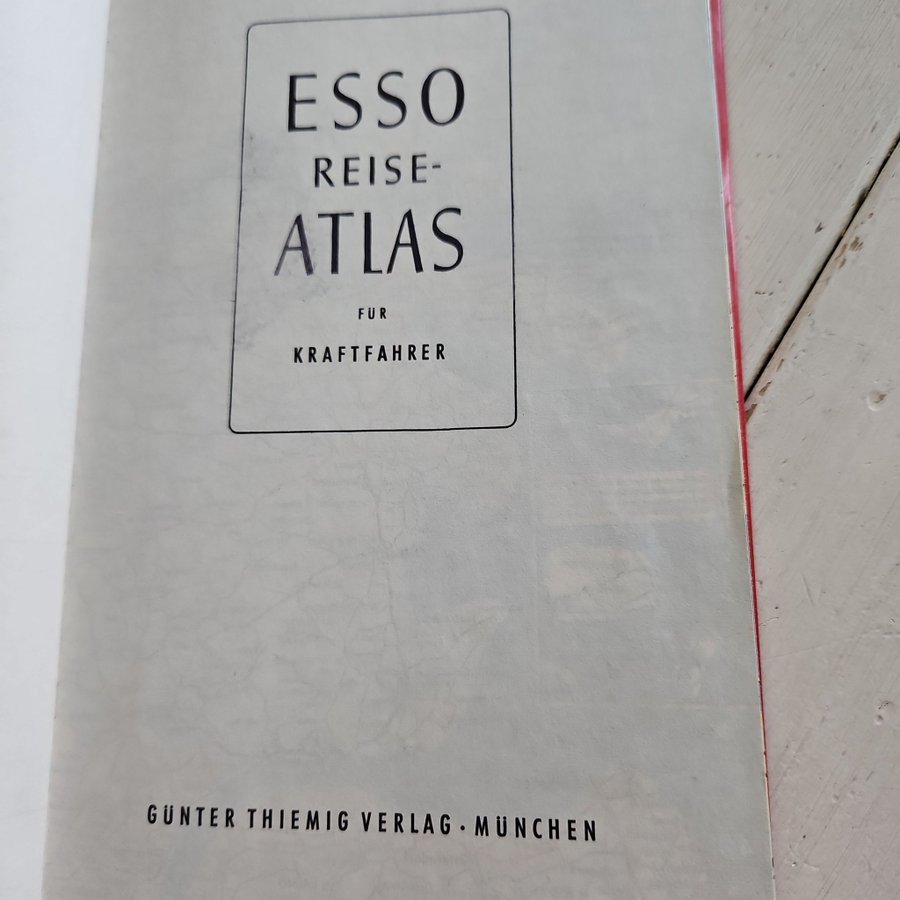 ESSO
REISE-
ATLAS
FÜR
KRAFTFAHRER
GÜNTER THIEMIG VERLAG · MÜNCHEN